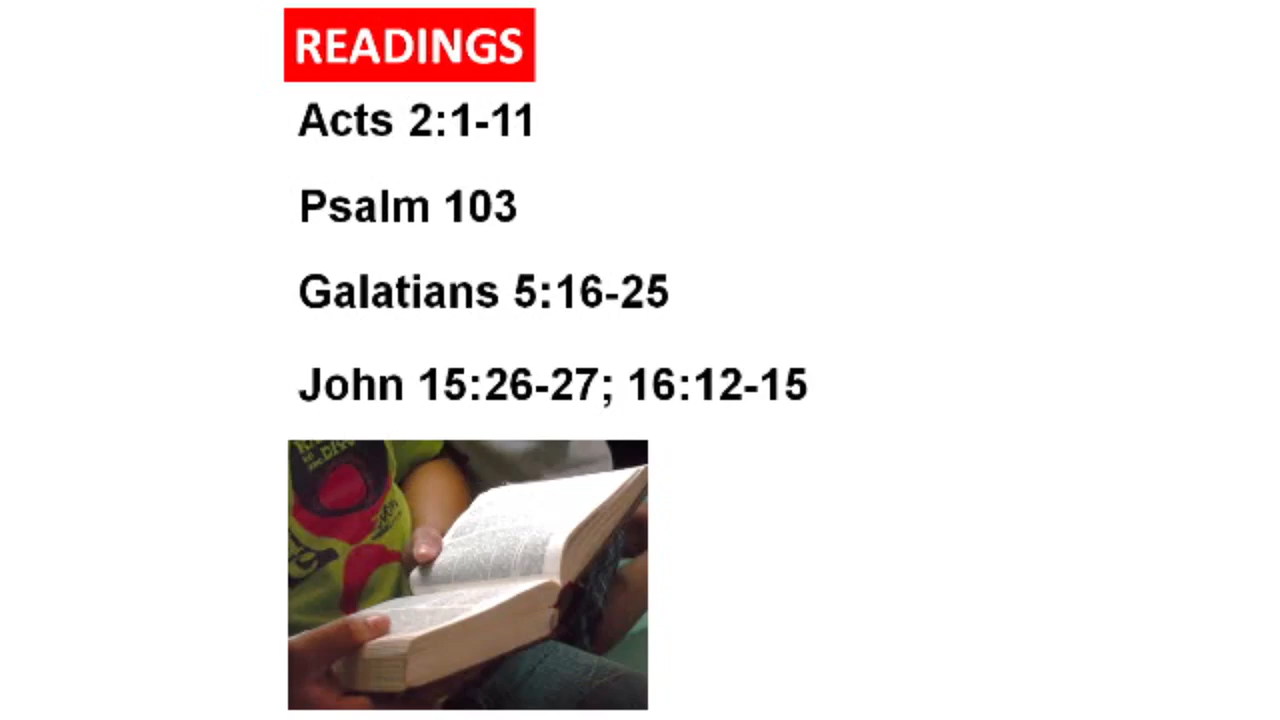 READINGS
Acts 2:1-11
Psalm 103
Galatians 5:16-25
John 15:26-27; 16:12-15